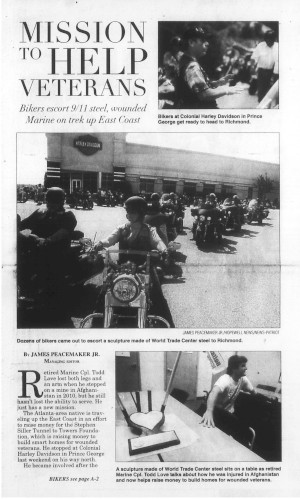 MISSION
TO HELP
VETERANS
Bikers escort 9/11 steel, wounded
Marine on trek up East Coast
Bikers at Colonial Harley Davidson in Prince
George get ready to head to Richmond.
JAMES PEACEMAKER JR./HOPEWELL NEWS/NEWS-PATRIOT
Dozens of bikers came out to escort a sculpture made of World Trade Center steel to Richmond.
BY JAMES PEACEMAKER JR.
MANAGING EDITOR
Retired Marine Cpl. Todd
Love lost both legs and
an arm when he stepped
on a mine in Afghan-
istan in 2010, but he still
hasn't lost the ability to serve. He
just has a new mission.
The Atlanta-area native is trav-
eling up the East Coast in an effort
to raise money for the Stephen
Siller Tunnel to Towers Founda-
tion, which is raising money to
build smart homes for wounded
veterans. He stopped at Colonial
Harley Davidson in Prince George
last weekend on his way north.
He became involved after the
BIKERS see page A-2
A sculpture made of World Trade Center steel sits on a table as retired
Marine Cpl. Todd Love talks about how he was injured in Afghanistan
and now helps raise money to build homes for wounded veterans.